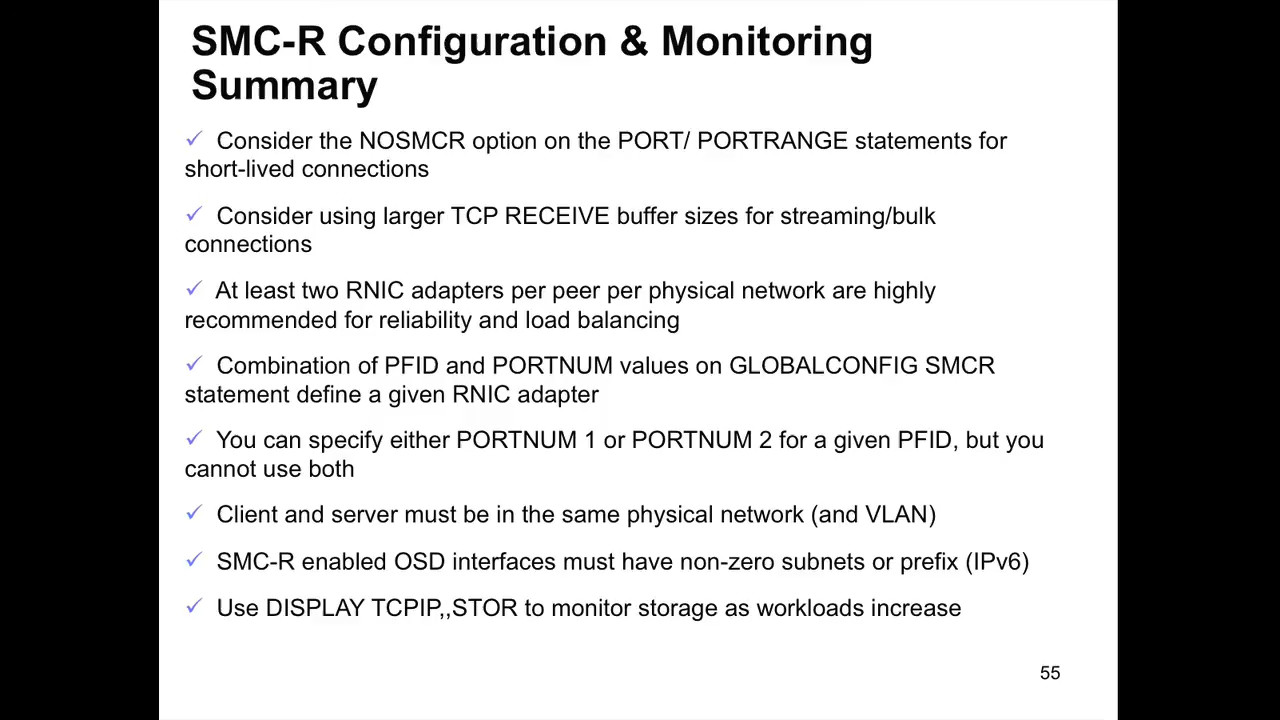 SMC-R Configuration & Monitoring
Summary
✓ Consider the NOSMCR option on the PORT/ PORTRANGE statements for
short-lived connections
✓ Consider using larger TCP RECEIVE buffer sizes for streaming/bulk
connections
✓ At least two RNIC adapters per peer per physical network are highly
recommended for reliability and load balancing
✓ Combination of PFID and PORTNUM values on GLOBALCONFIG SMCR
statement define a given RNIC adapter
✓ You can specify either PORTNUM 1 or PORTNUM 2 for a given PFID, but you
cannot use both
✓ Client and server must be in the same physical network (and VLAN)
✓ SMC-R enabled OSD interfaces must have non-zero subnets or prefix (IPv6)
✓ Use DISPLAY TCPIP,,STOR to monitor storage as workloads increase
55